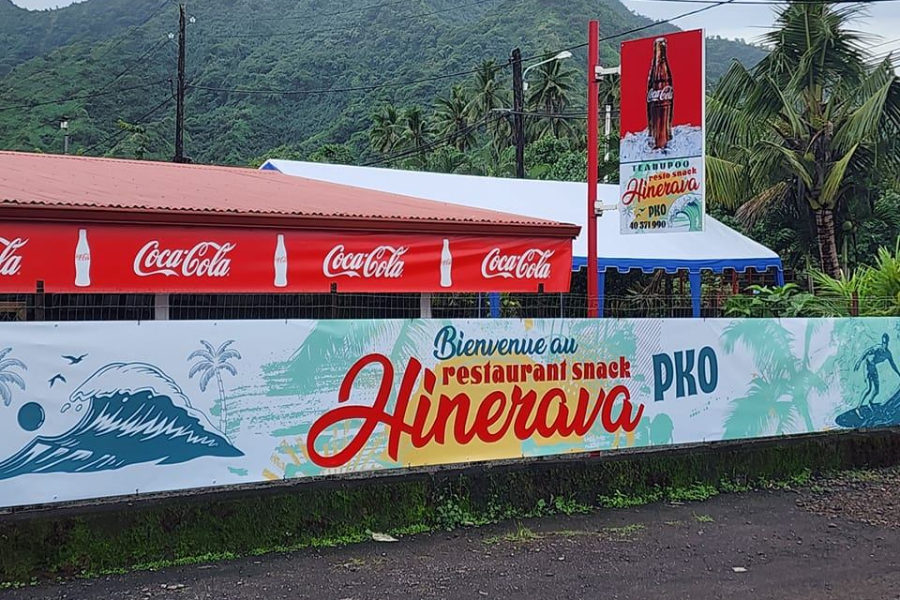 Coca-Cola
TEAHUPOO
resto snack
Hinerava
PKO
40 571 990
Coca-Cola
Coca-Cola
Coca-Cola
Coca-Cola
Bienvenue au
restaurant snack
Hinerava
PKO